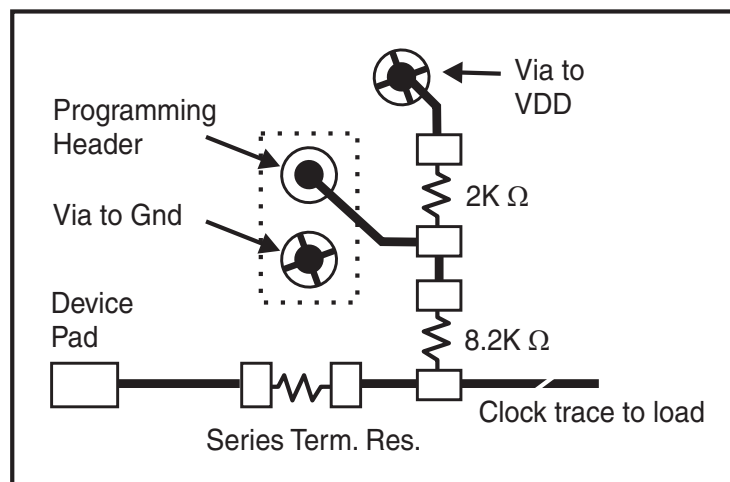 Via to
VDD
Programming
Header
2K Ω
Via to Gnd
Device
Pad
8.2K Ω
Clock trace to load
Series Term. Res.